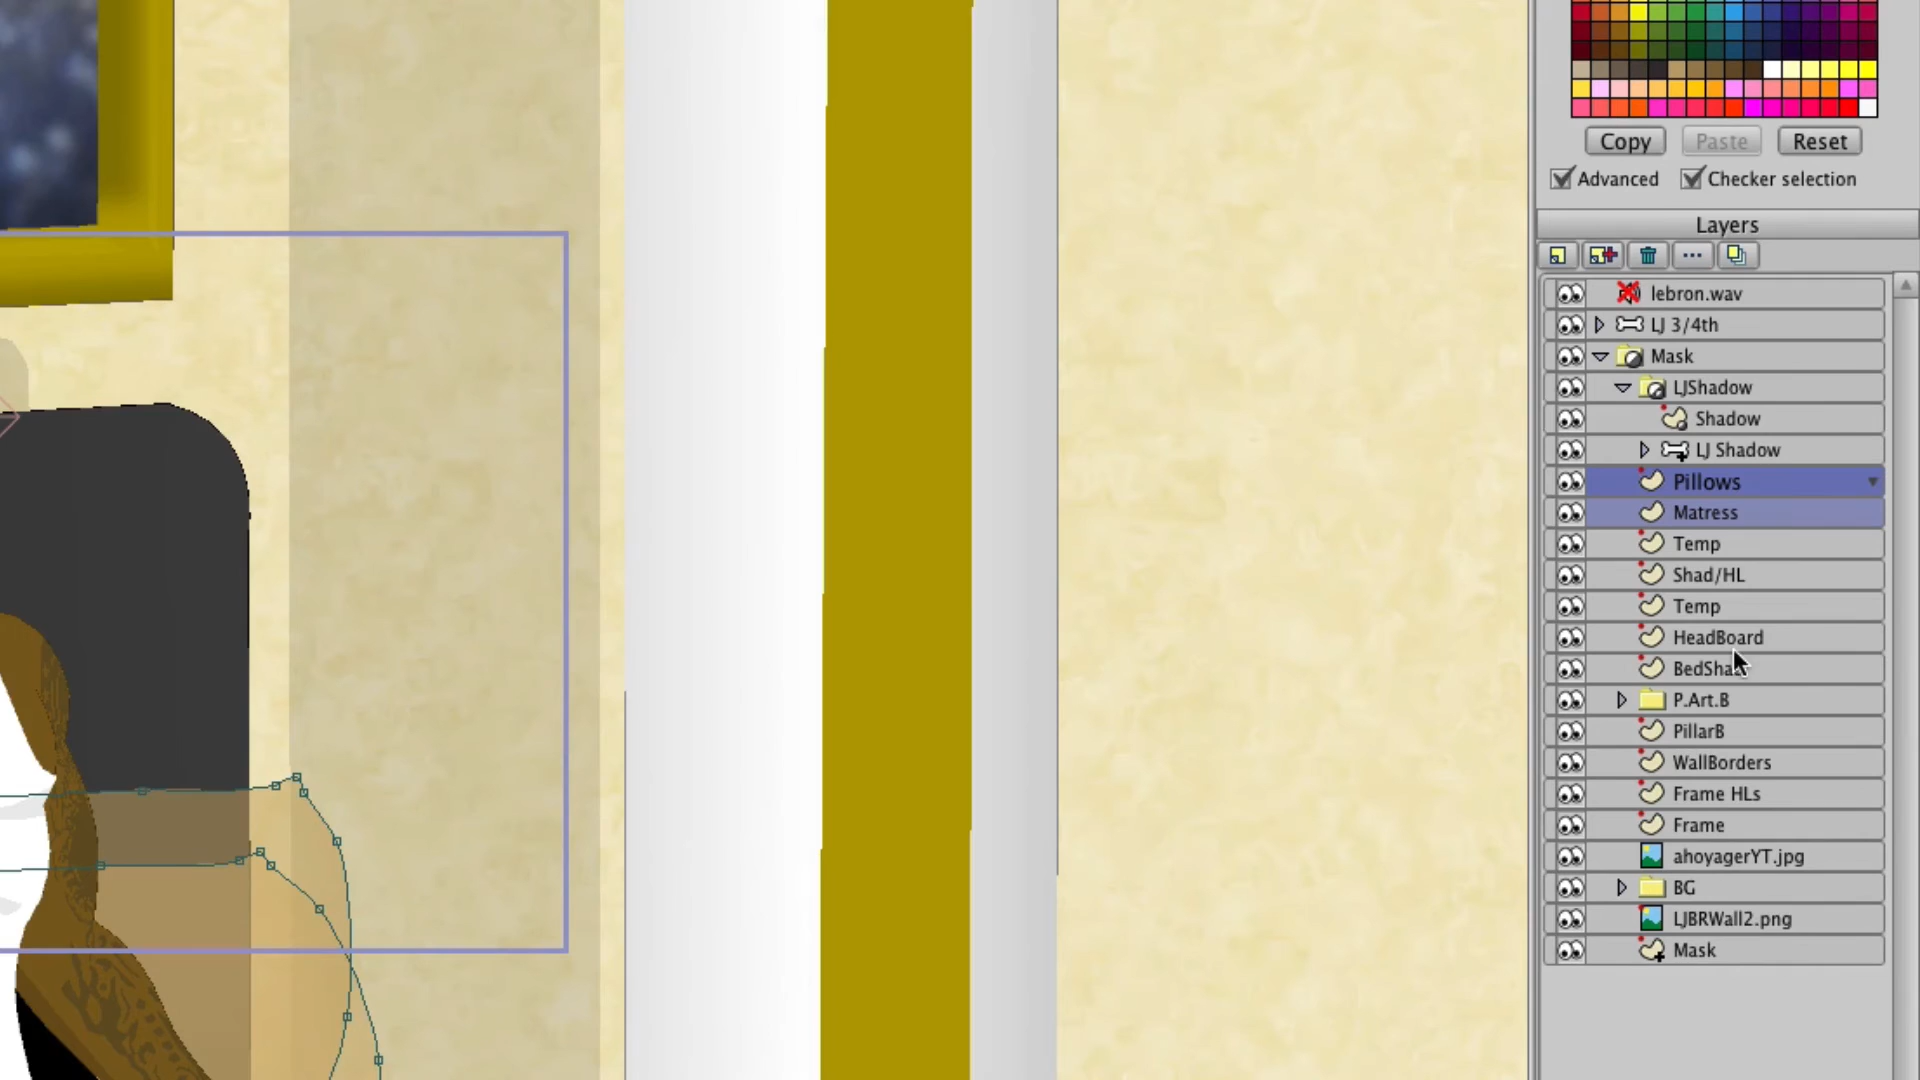 Copy Paste Reset
Advanced Checker selection
Layers
lebron.wav
LJ 3/4th
Mask
LJShadow
Shadow
LJ Shadow
Pillows
Matress
Temp
Shad/HL
Temp
HeadBoard
P.Art.B
PillarB
WallBorders
Frame HLs
Frame
ahoyagerYT.jpg
BG
LJBRWall2.png
Mask